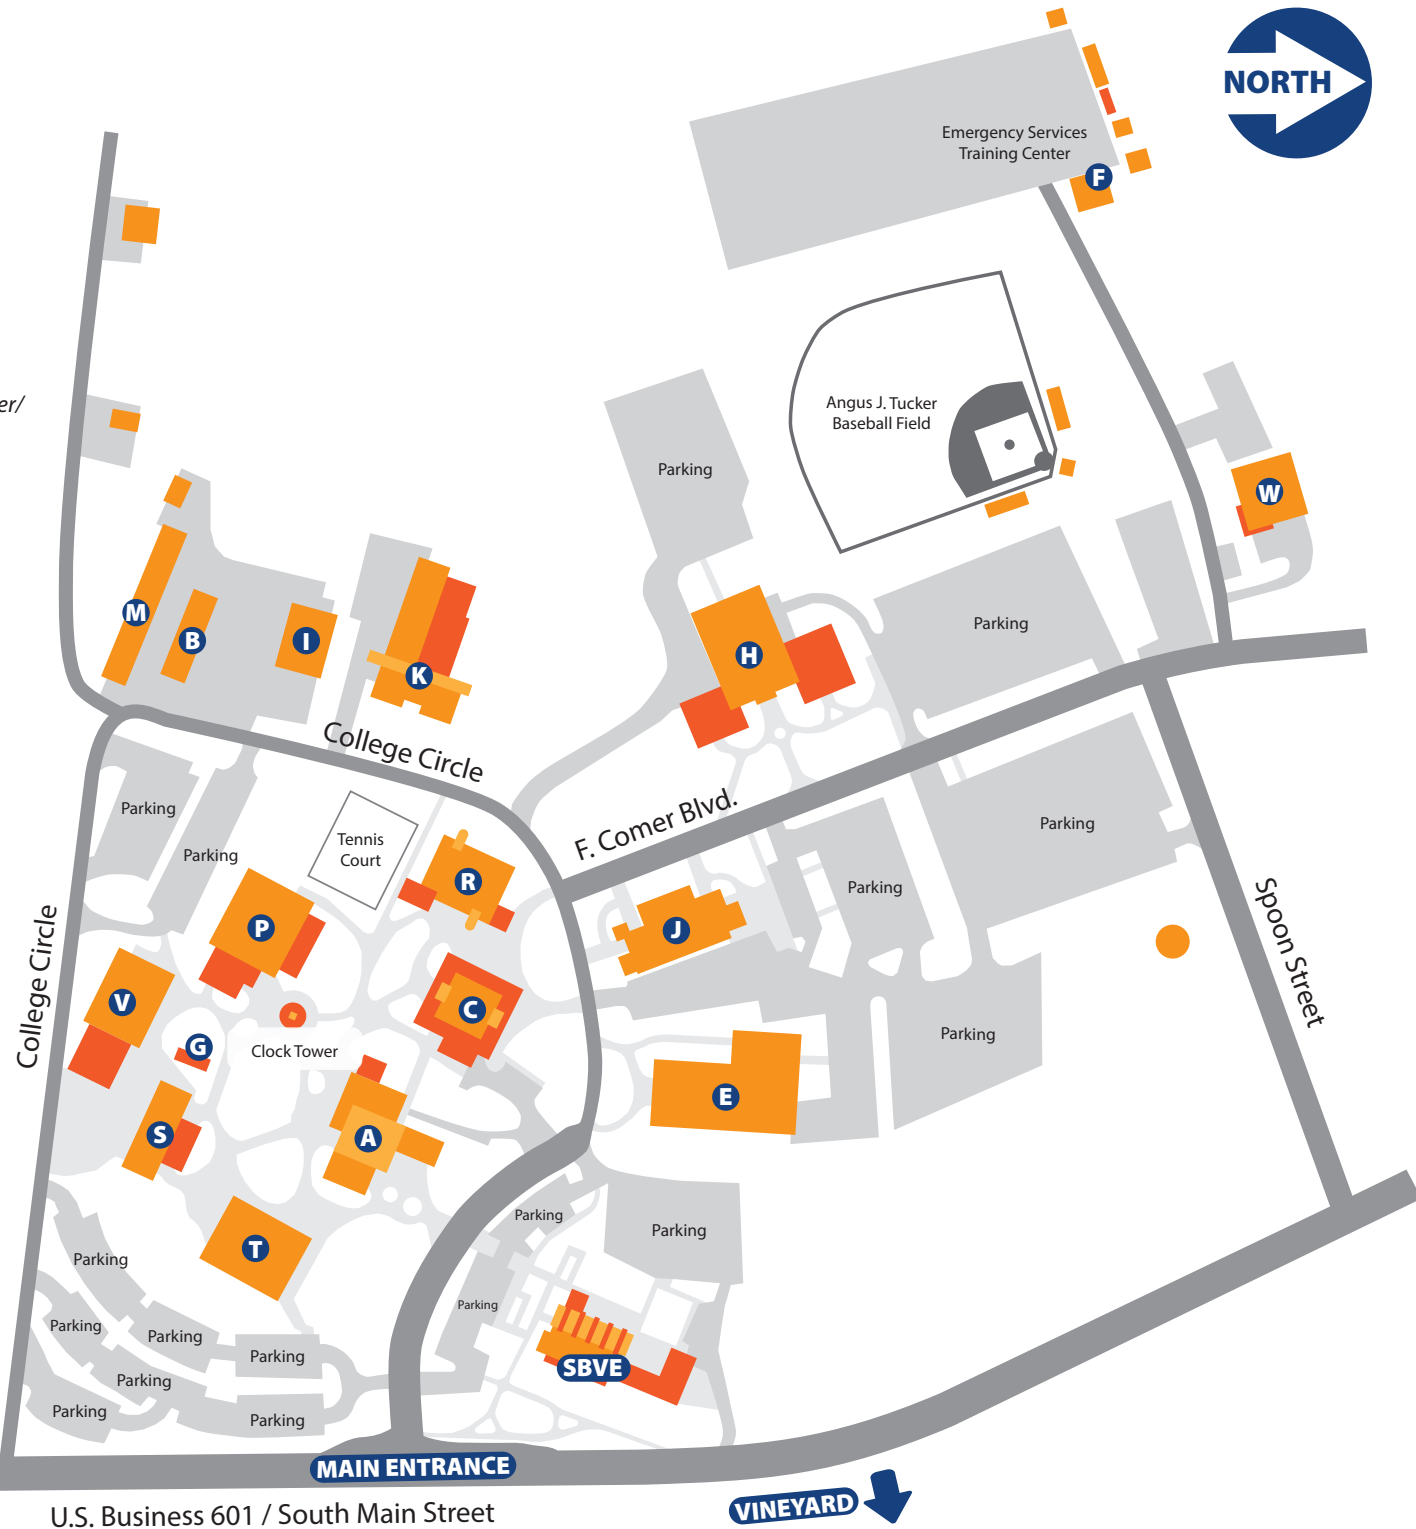 NORTH
Emergency Services
Training Center
F
er/
Angus J. Tucker
Baseball Field
Parking
W
M
B
I
K
H
Parking
College Circle
F. Comer Blvd.
Parking
Parking
Tennis
Court
Parking
Parking
R
J
P
Spoon Street
College Circle
V
C
G
Clock Tower
Parking
E
S
A
T
Parking
Parking
Parking
Parking
Parking
Parking
Parking
Parking
Parking
Parking
SBVE
MAIN ENTRANCE
VINEYARD
U.S. Business 601 / South Main Street